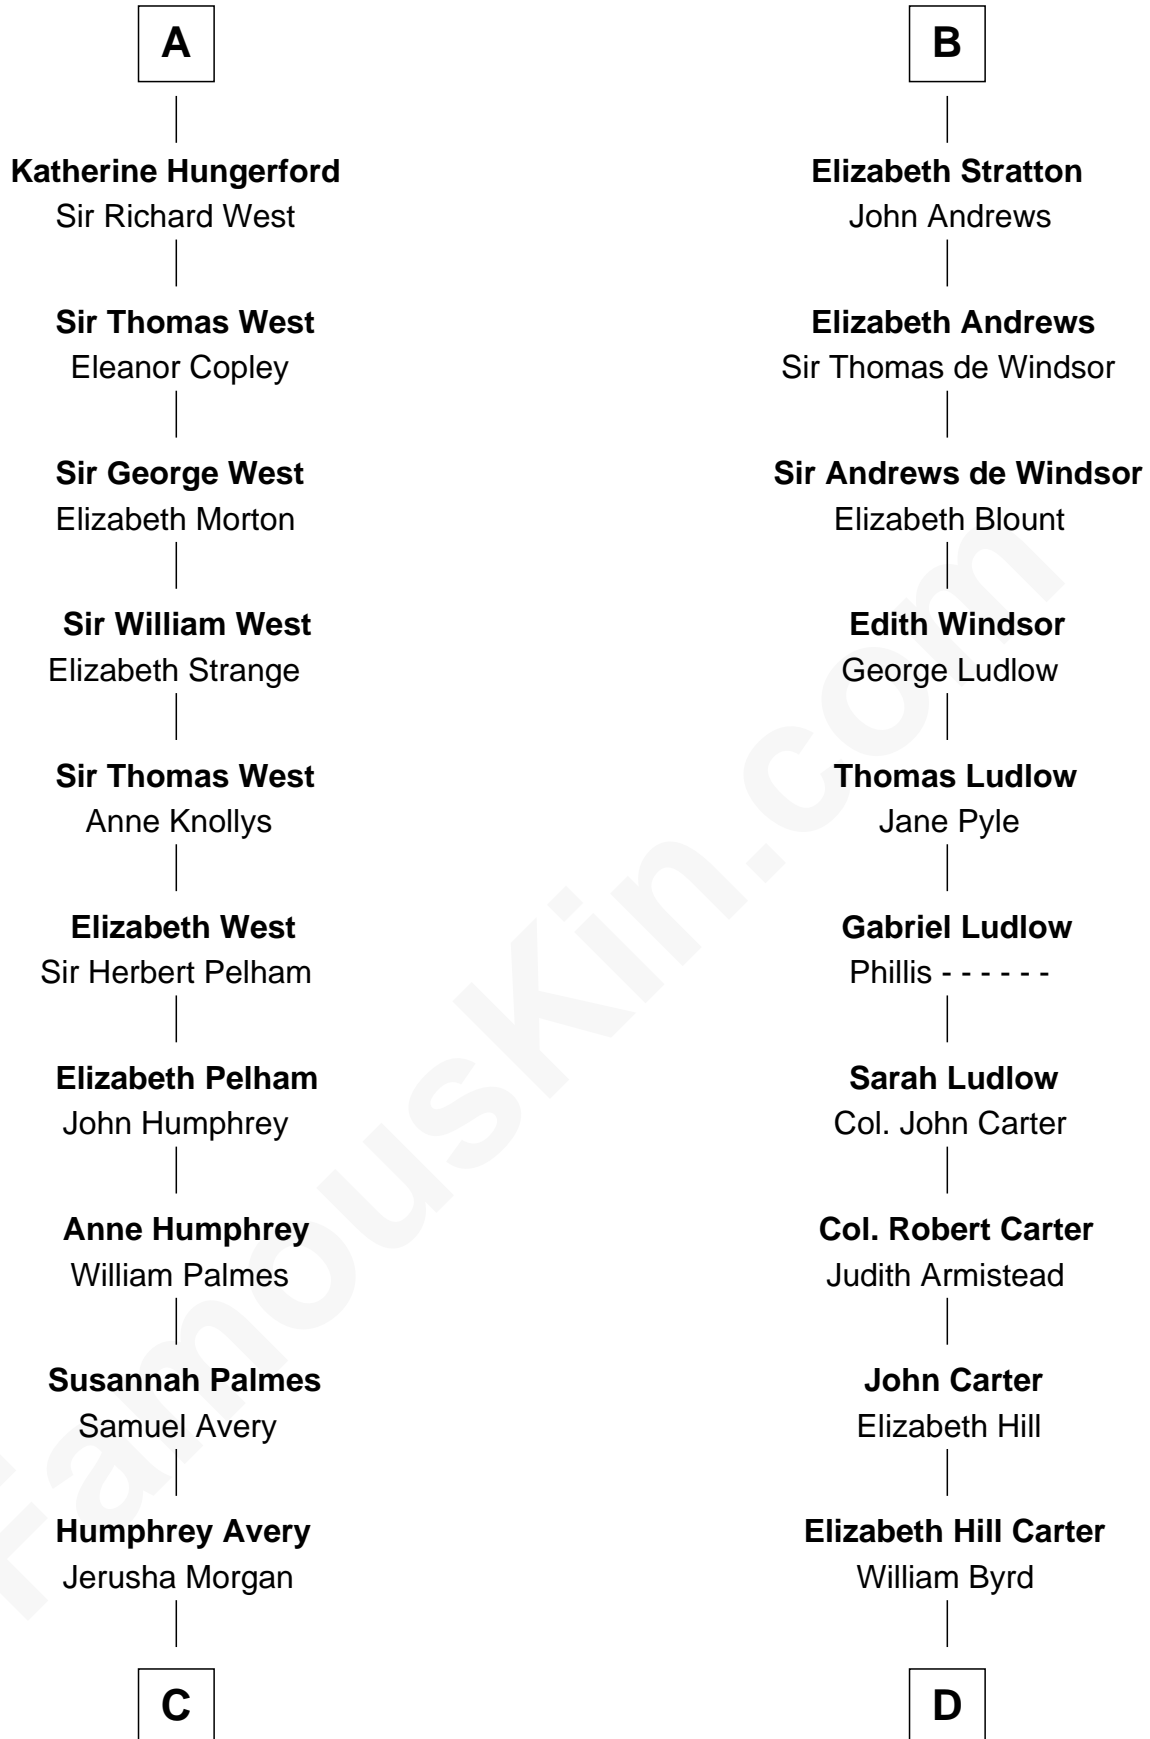 A
Katherine Hungerford
Sir Richard West
Sir Thomas West
Eleanor Copley
Sir George West
Elizabeth Morton
Sir William West
Elizabeth Strange
Sir Thomas West
Anne Knollys
Elizabeth West
Sir Herbert Pelham
Elizabeth Pelham
John Humphrey
Anne Humphrey
William Palmes
Susannah Palmes
Samuel Avery
Humphrey Avery
Jerusha Morgan
C
B
Elizabeth Stratton
John Andrews
Elizabeth Andrews
Sir Thomas de Windsor
Sir Andrews de Windsor
Elizabeth Blount
Edith Windsor
George Ludlow
Thomas Ludlow
Jane Pyle
Gabriel Ludlow
Phillis - - - - - -
Sarah Ludlow
Col. John Carter
Col. Robert Carter
Judith Armistead
John Carter
Elizabeth Hill
Elizabeth Hill Carter
William Byrd
D
FamousKin.com